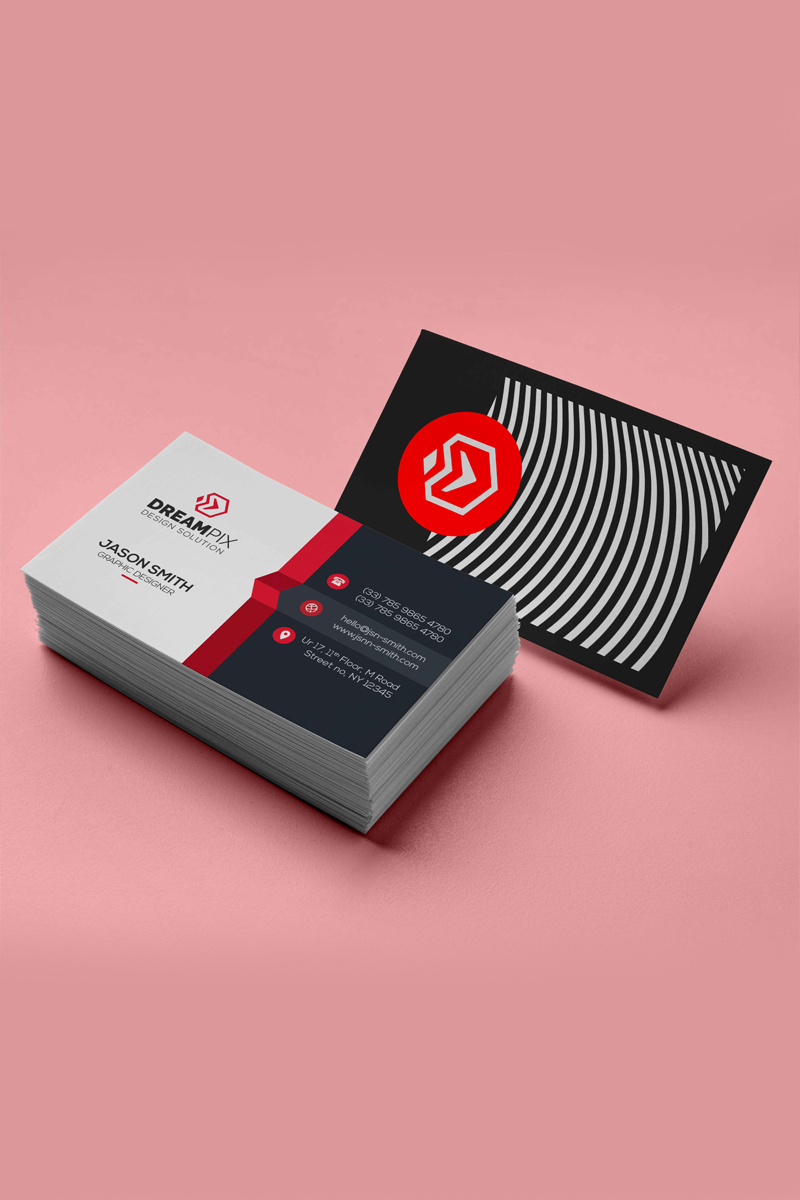 DREAMPIX
DESIGN SOLUTION
JASON SMITH
GRAPHIC DESIGNER
(33) 785 9865 4780
(33) 785 9865 4780
hello@jsn-smith.com
www.jsnn-smith.com
Ur 17, 11th Floor, M Road
Street no. NY 12345